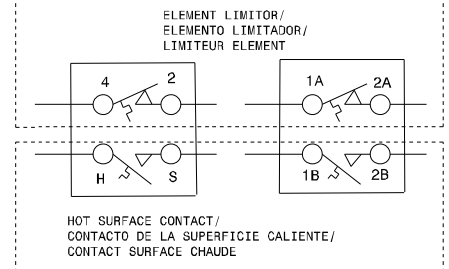 ELEMENT LIMITOR/
ELEMENTO LIMITADOR/
LIMITEUR ELEMENT
4 2 1A 2A
H S 1B 2B
HOT SURFACE CONTACT/
CONTACTO DE LA SUPERFICIE CALIENTE/
CONTACT SURFACE CHAUDE